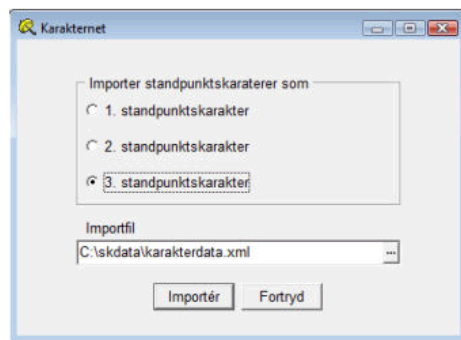 Karakternet
Importer standpunktskaraterer som
1. standpunktskarakter
2. standpunktskarakter
3. standpunktskarakter
Importfil
C:\skdata\karakterdata.xml
...
Importér
Fortryd